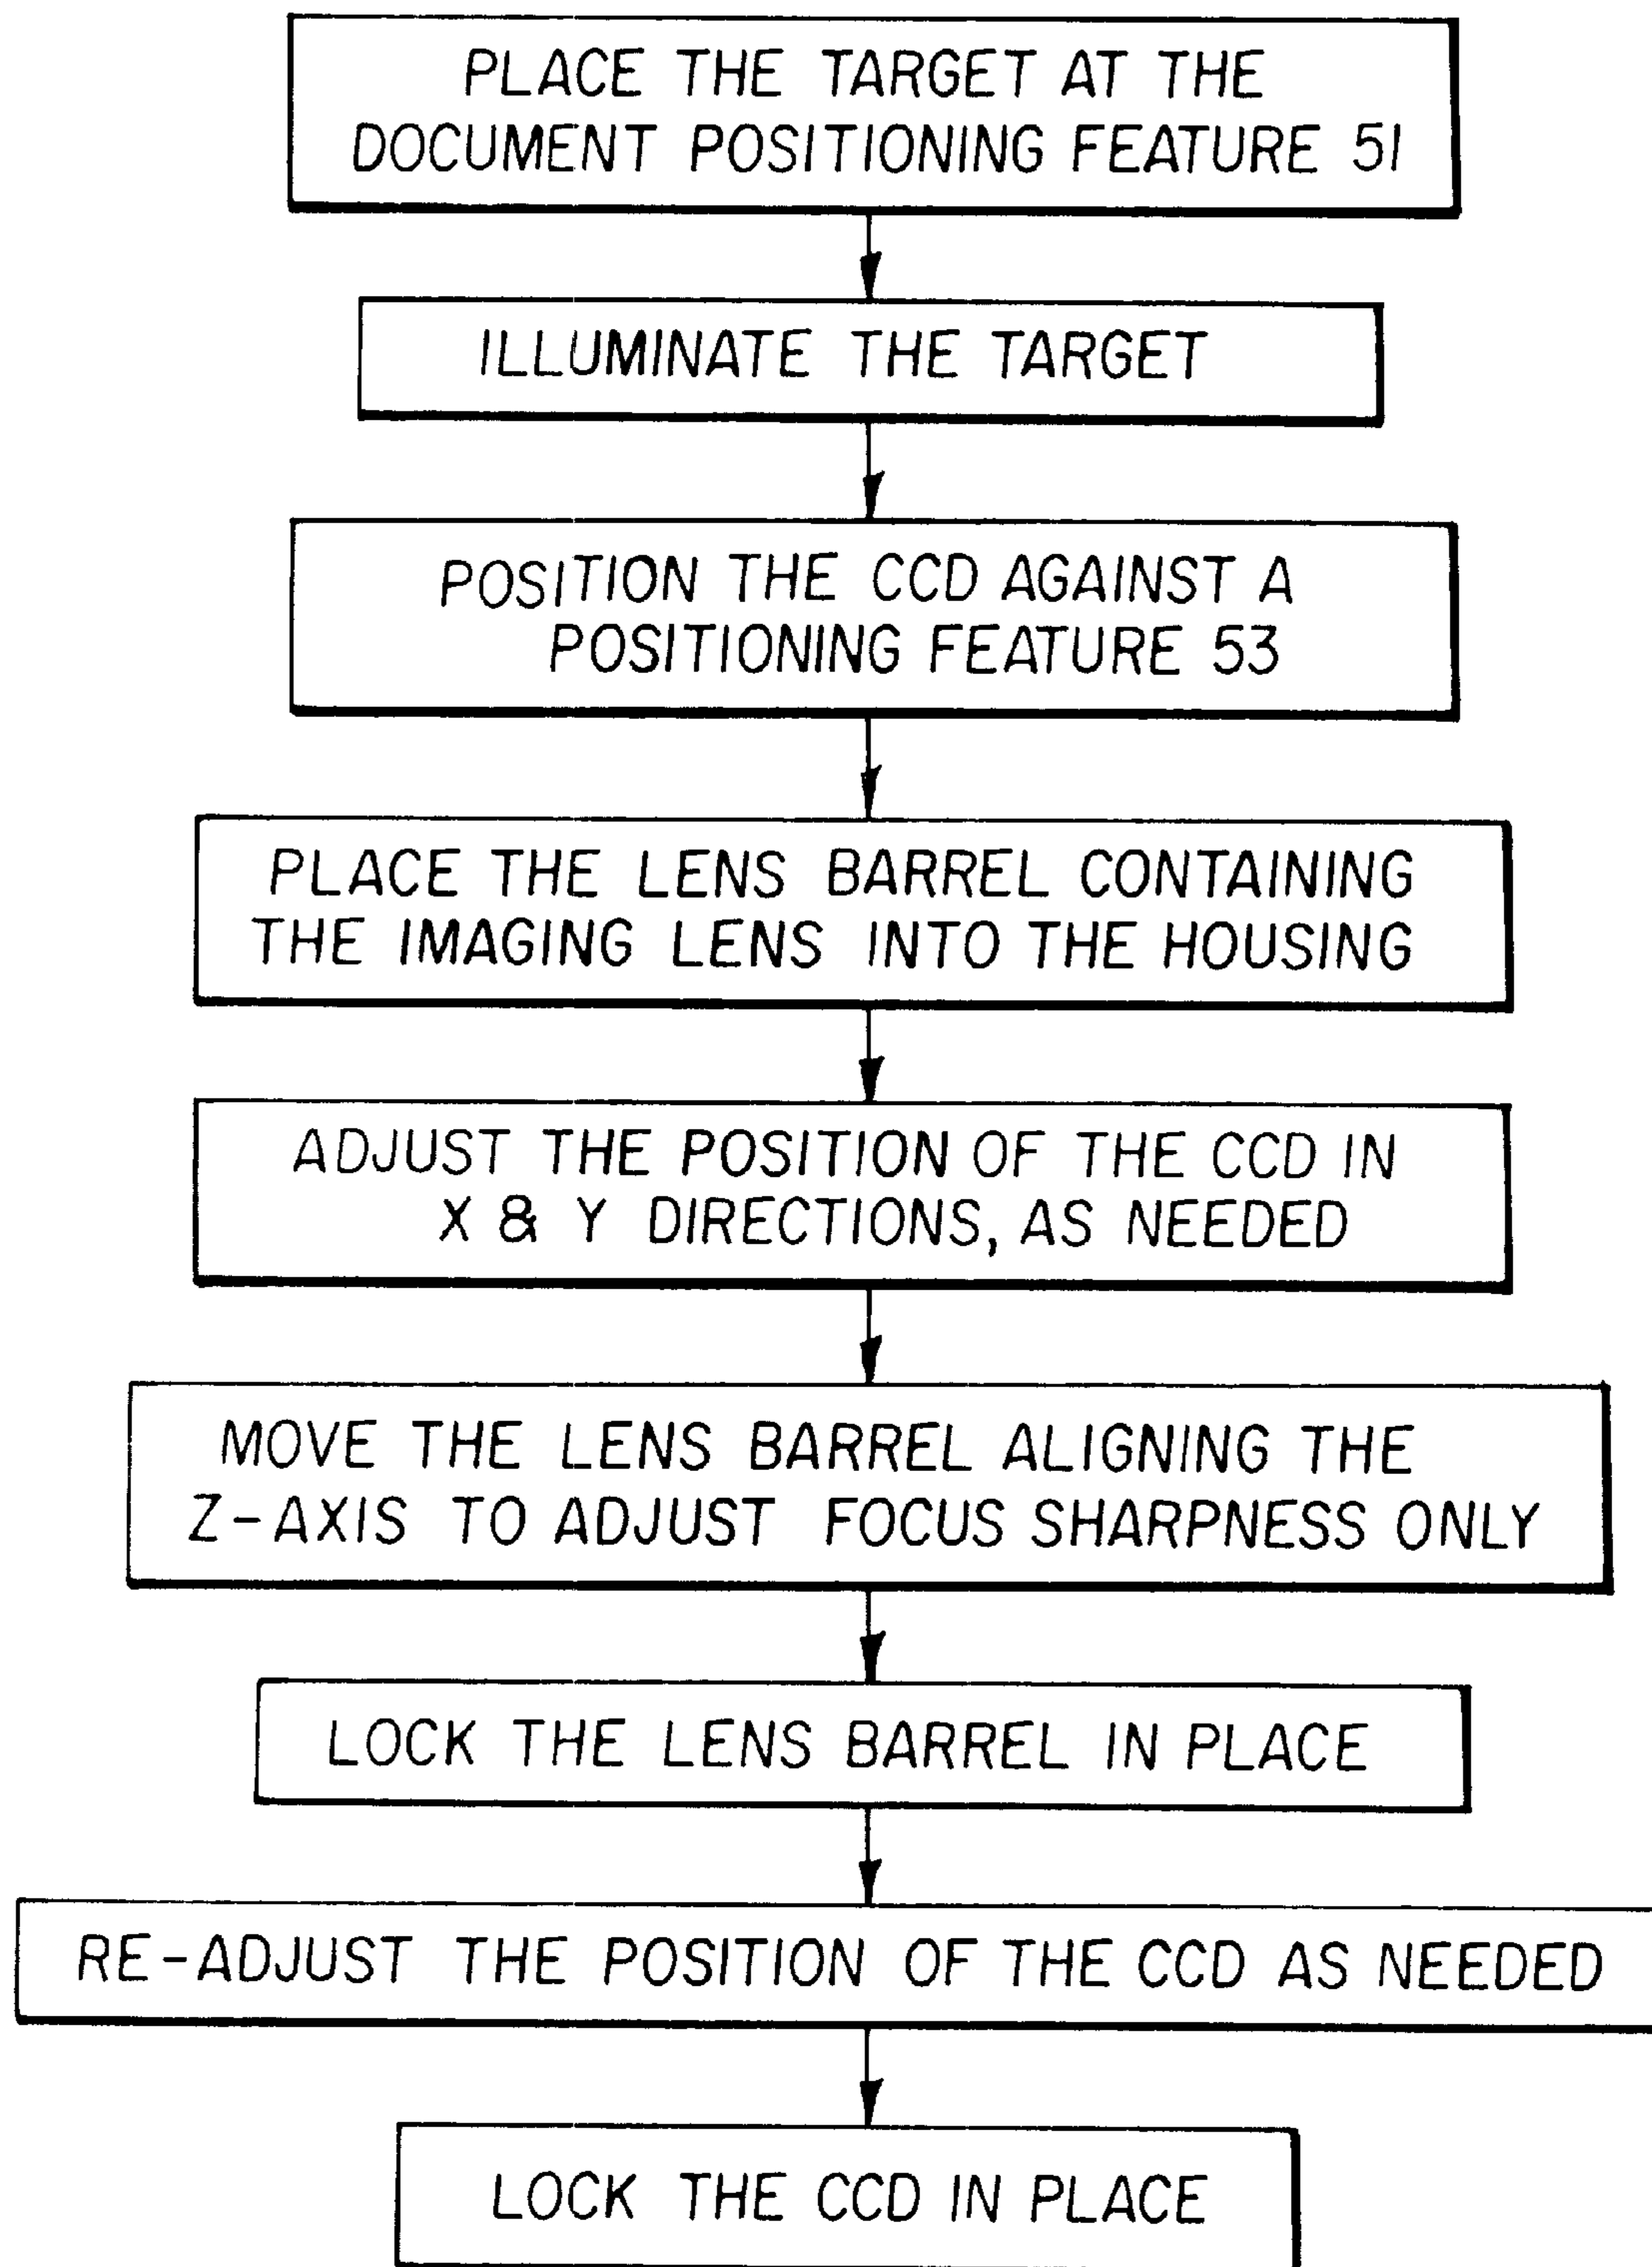 PLACE THE TARGET AT THE
DOCUMENT POSITIONING FEATURE 51
ILLUMINATE THE TARGET
POSITION THE CCD AGAINST A
POSITIONING FEATURE 53
PLACE THE LENS BARREL CONTAINING
THE IMAGING LENS INTO THE HOUSING
ADJUST THE POSITION OF THE CCD IN
X & Y DIRECTIONS, AS NEEDED
MOVE THE LENS BARREL ALIGNING THE
Z-AXIS TO ADJUST FOCUS SHARPNESS ONLY
LOCK THE LENS BARREL IN PLACE
RE-ADJUST THE POSITION OF THE CCD AS NEEDED
LOCK THE CCD IN PLACE